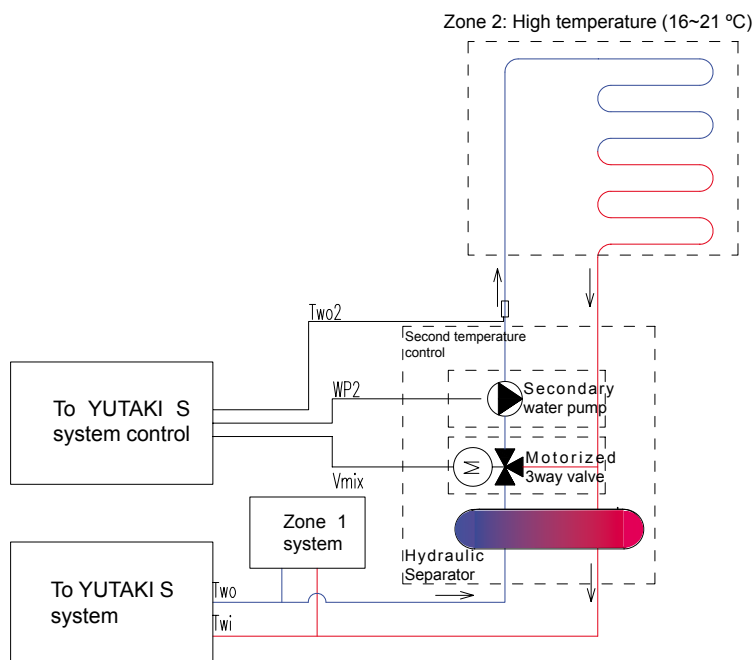 Zone 2: High temperature (16~21 ºC)
Two2
Second temperature
control
To YUTAKI S
system control
WP2
Secondary
water pump
Vmix
M
Motorized
3way valve
Zone 1
system
Hydraulic
Separator
To YUTAKI S
system
Two
Twi